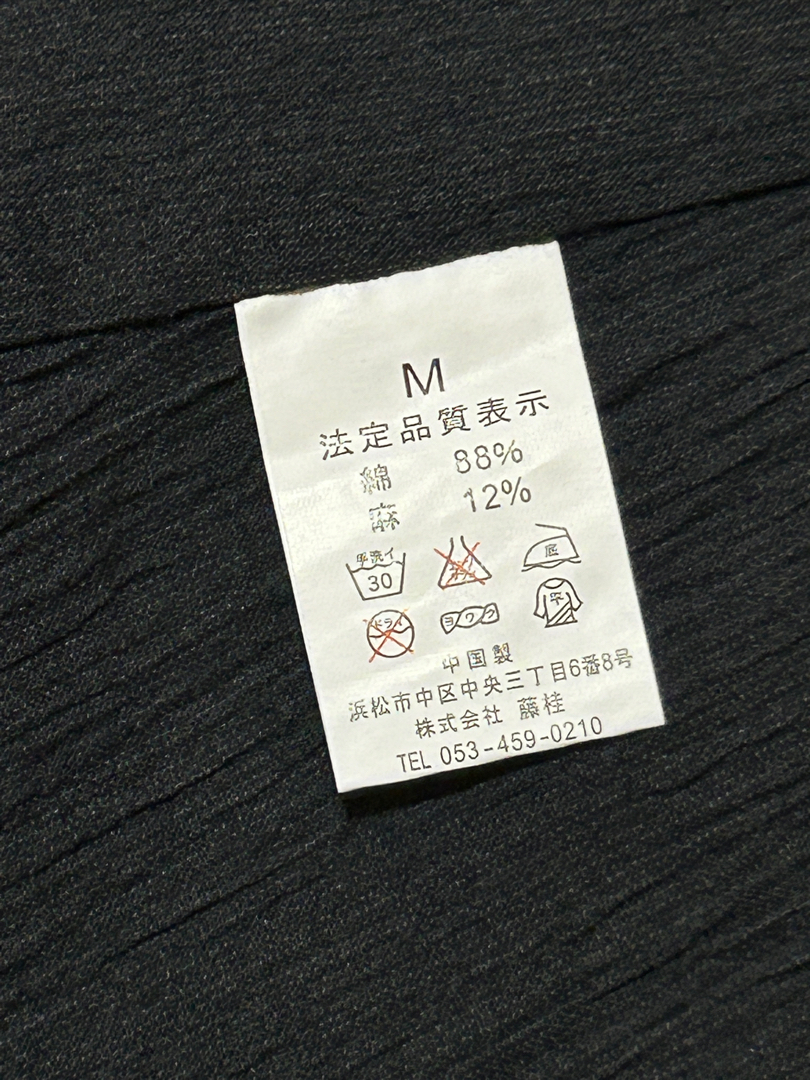 M
法定品質表示
綿 88%
麻 12%
手洗イ 30 底
ドライ ヨワク 平
中国製
浜松市中区中央三丁目6番8号
株式会社 藤桂
TEL 053-459-0210